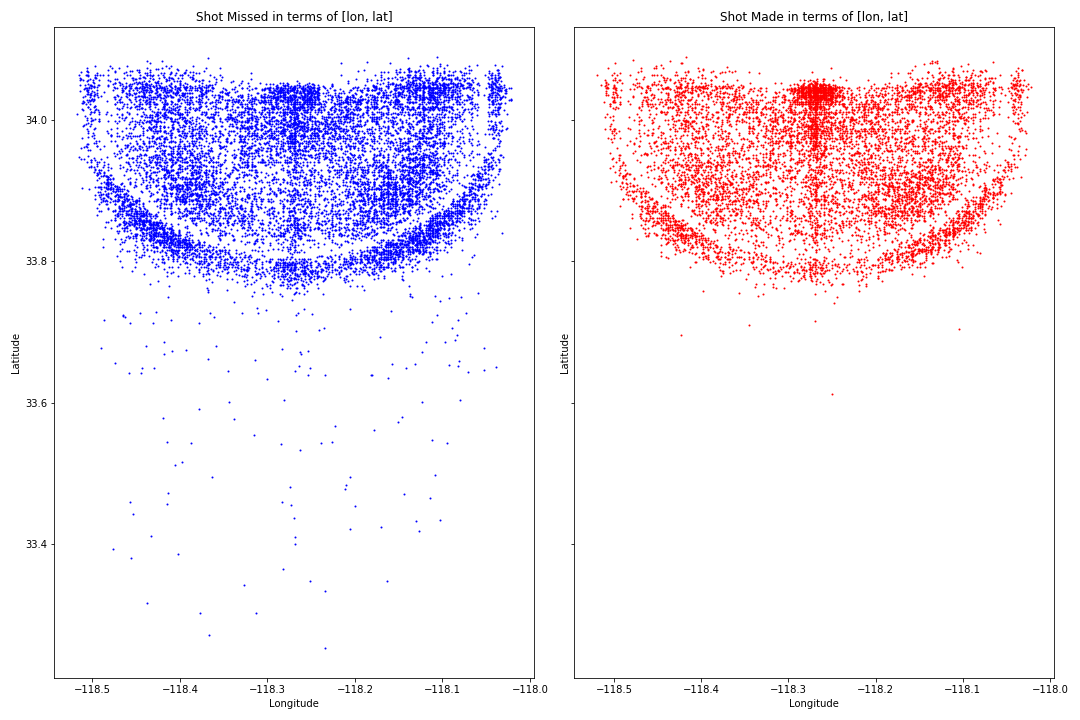 Shot Missed in terms of [lon, lat]
Shot Made in terms of [lon, lat]
34.0
33.8
33.6
33.4
Latitude
Latitude
−118.5 −118.4 −118.3 −118.2 −118.1 −118.0
−118.5 −118.4 −118.3 −118.2 −118.1 −118.0
Longitude
Longitude